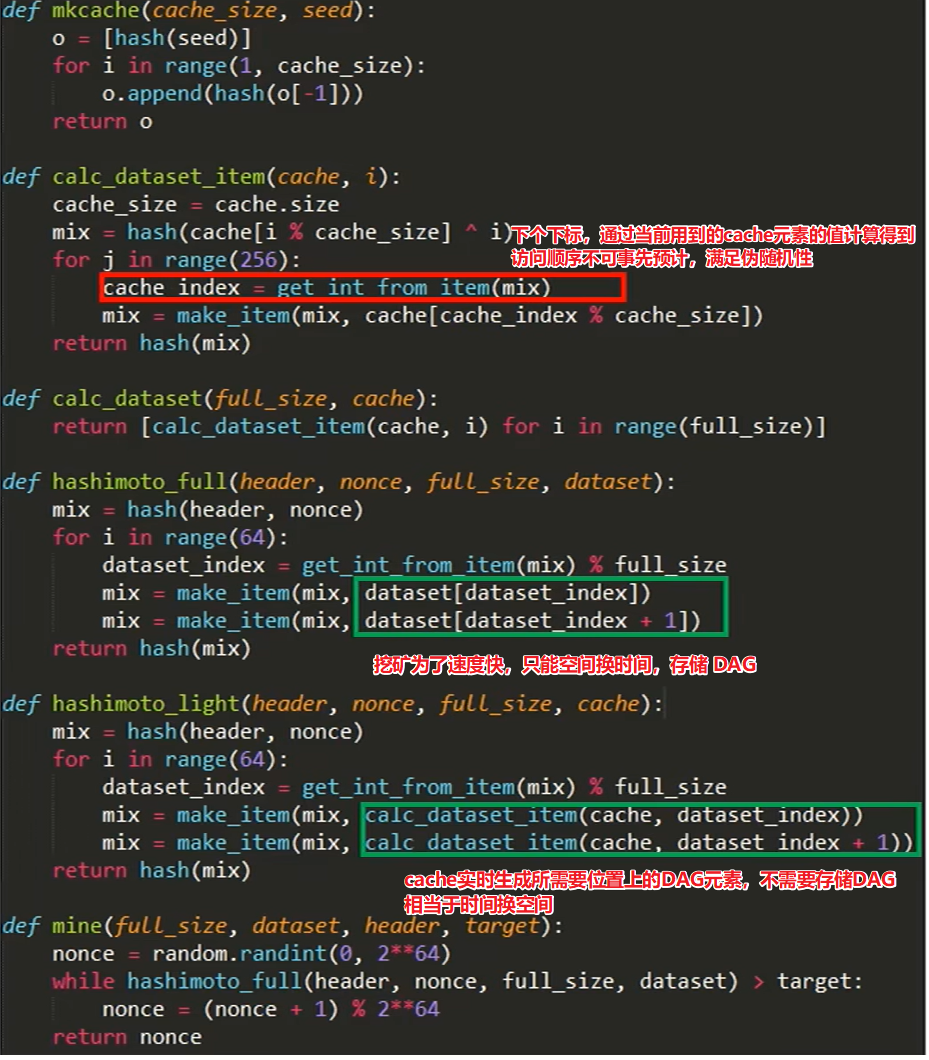 def mkcache(cache_size, seed):
    o = [hash(seed)]
    for i in range(1, cache_size):
        o.append(hash(o[-1]))
    return o
def calc_dataset_item(cache, i):
    cache_size = cache.size
    mix = hash(cache[i % cache_size] ^ i)
下个下标，通过当前用到的cache元素的值计算得到
访问顺序不可事先预计，满足伪随机性
    for j in range(256):
        cache_index = get_int_from_item(mix)
        mix = make_item(mix, cache[cache_index % cache_size])
    return hash(mix)
def calc_dataset(full_size, cache):
    return [calc_dataset_item(cache, i) for i in range(full_size)]
def hashimoto_full(header, nonce, full_size, dataset):
    mix = hash(header, nonce)
    for i in range(64):
        dataset_index = get_int_from_item(mix) % full_size
        mix = make_item(mix, dataset[dataset_index])
        mix = make_item(mix, dataset[dataset_index + 1])
    return hash(mix)
挖矿为了速度快，只能空间换时间，存储 DAG
def hashimoto_light(header, nonce, full_size, cache):
    mix = hash(header, nonce)
    for i in range(64):
        dataset_index = get_int_from_item(mix) % full_size
        mix = make_item(mix, calc_dataset_item(cache, dataset_index))
        mix = make_item(mix, calc_dataset_item(cache, dataset_index + 1))
    return hash(mix)
cache实时生成所需要位置上的DAG元素，不需要存储DAG
相当于时间换空间
def mine(full_size, dataset, header, target):
    nonce = random.randint(0, 2**64)
    while hashimoto_full(header, nonce, full_size, dataset) > target:
        nonce = (nonce + 1) % 2**64
    return nonce